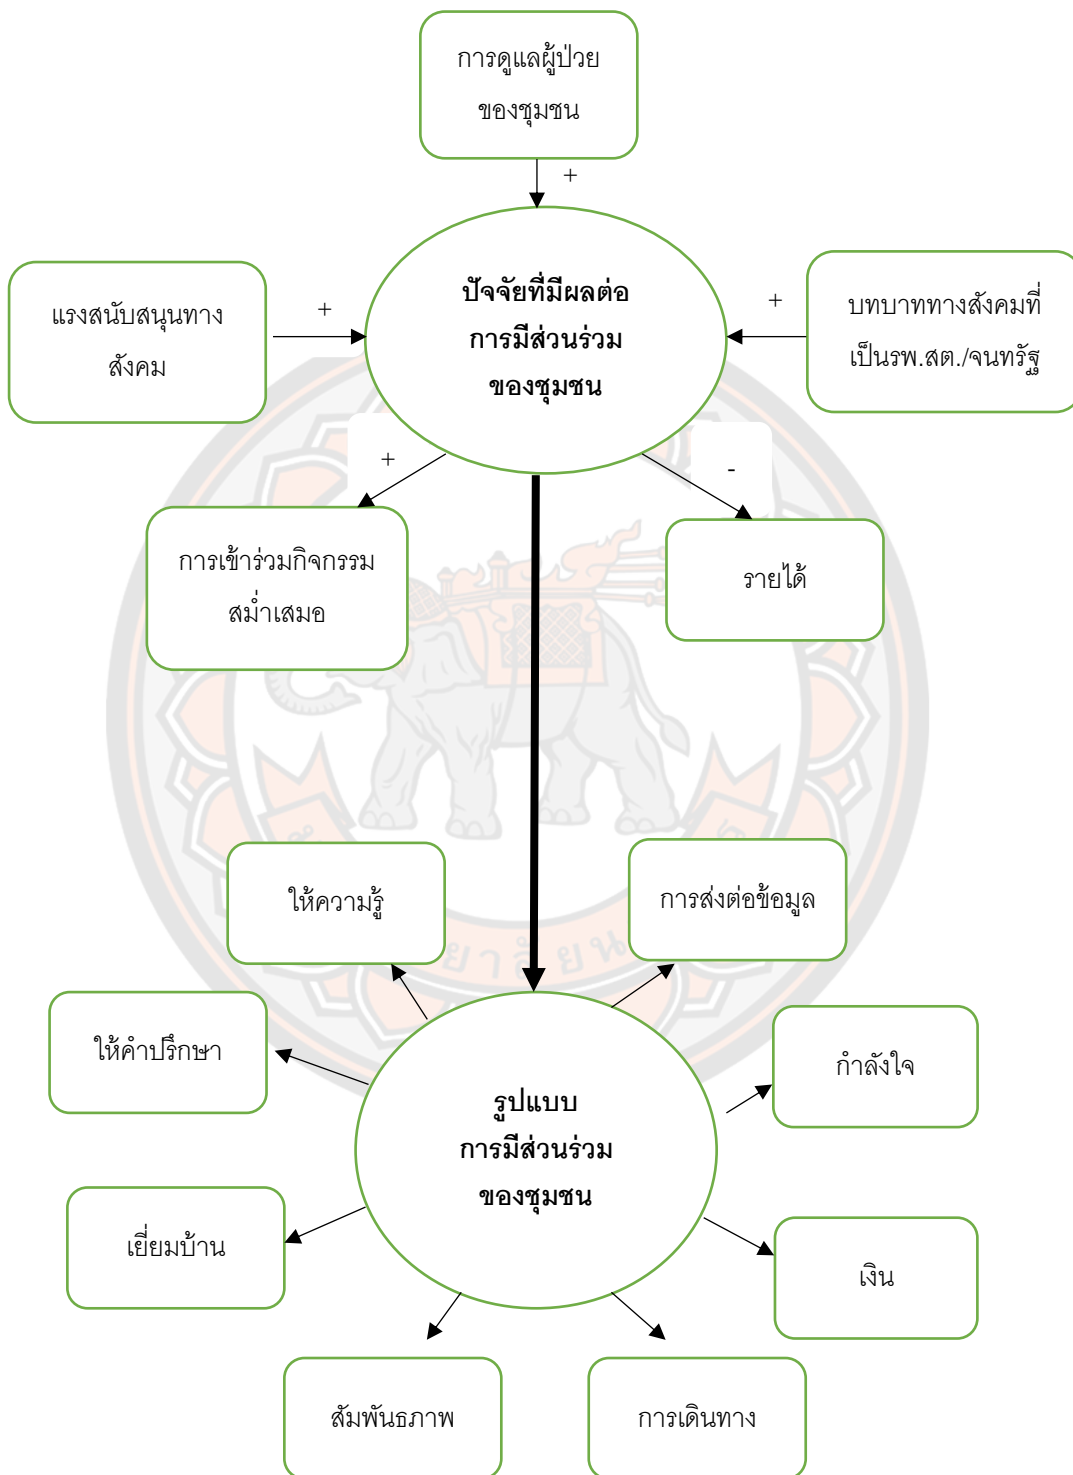 การดูแลผู้ป่วย
ของชุมชน
+
ปัจจัยที่มีผลต่อ
การมีส่วนร่วม
ของชุมชน
แรงสนับสนุนทาง
สังคม
+
+
บทบาททางสังคมที่
เป็นรพ.สต./จนทรัฐ
+
-
การเข้าร่วมกิจกรรม
สม่ำเสมอ
รายได้
ให้ความรู้
การส่งต่อข้อมูล
ยาลัยน
ให้คำปรึกษา
กำลังใจ
รูปแบบ
การมีส่วนร่วม
ของชุมชน
เยี่ยมบ้าน
เงิน
สัมพันธภาพ
การเดินทาง